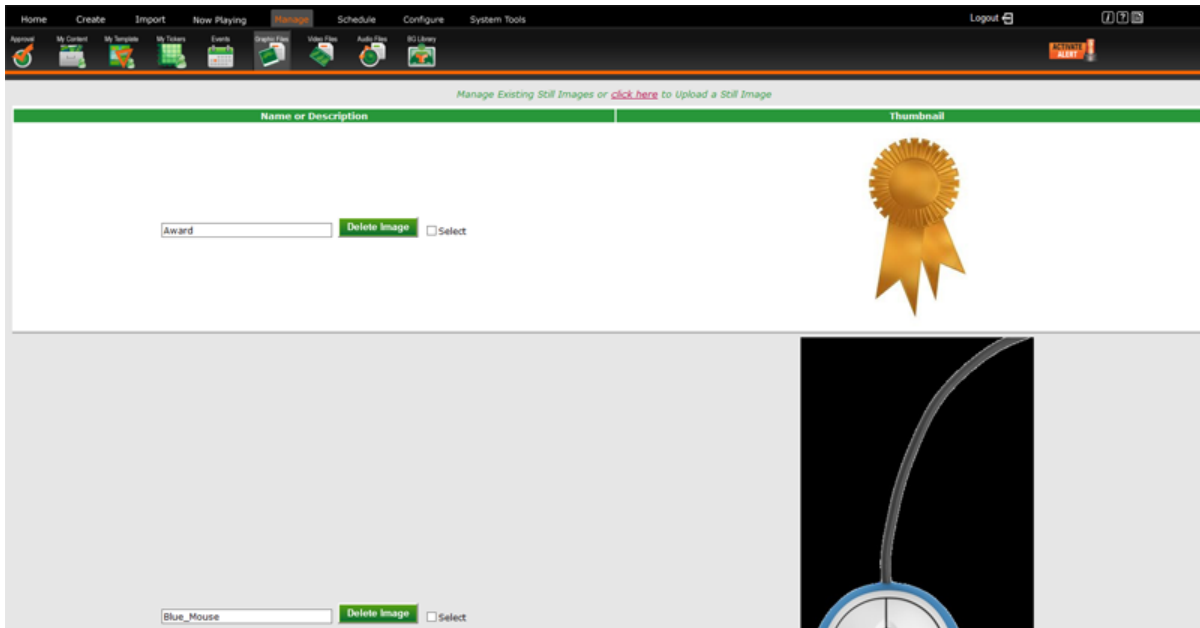 Home Create Import Now Playing Manage Schedule Configure System Tools Logout
Approval My Content My Template My Tickers Events Graphic Files Video Files Audio Files BG Library
ACTIVATE
ALERT
Manage Existing Still Images or click here to Upload a Still Image
Name or Description Thumbnail
Award Delete Image Select
Blue_Mouse Delete Image Select